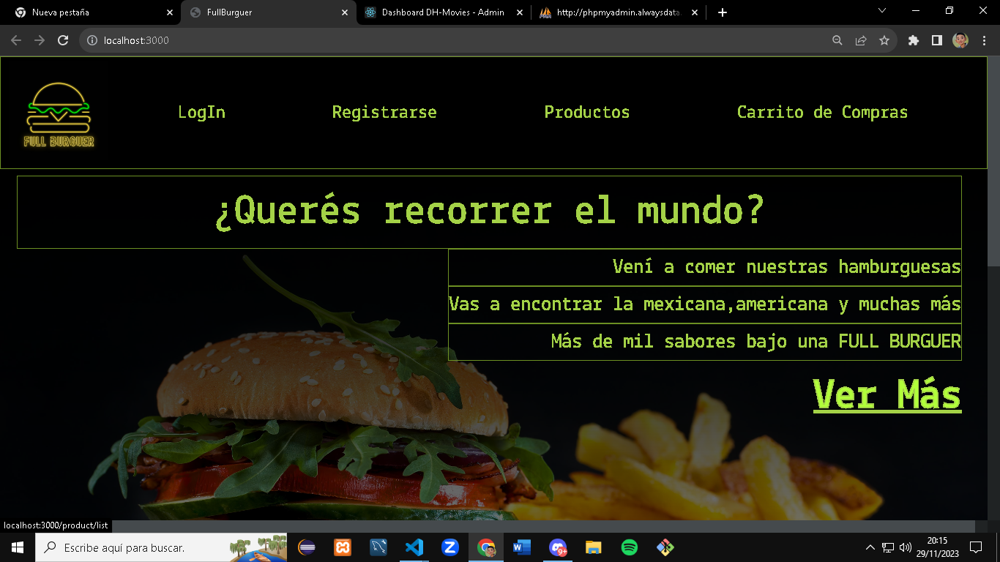 Nueva pestaña
FullBurguer
Dashboard DH-Movies - Admin
http://phpmyadmin.alwaysdata.
localhost:3000
FULL BURGUER
LogIn
Registrarse
Productos
Carrito de Compras
¿Querés recorrer el mundo?
Vení a comer nuestras hamburguesas
Vas a encontrar la mexicana,americana y muchas más
Más de mil sabores bajo una FULL BURGUER
Ver Más
localhost:3000/product/list
Escribe aquí para buscar.
9+
20:15
29/11/2023